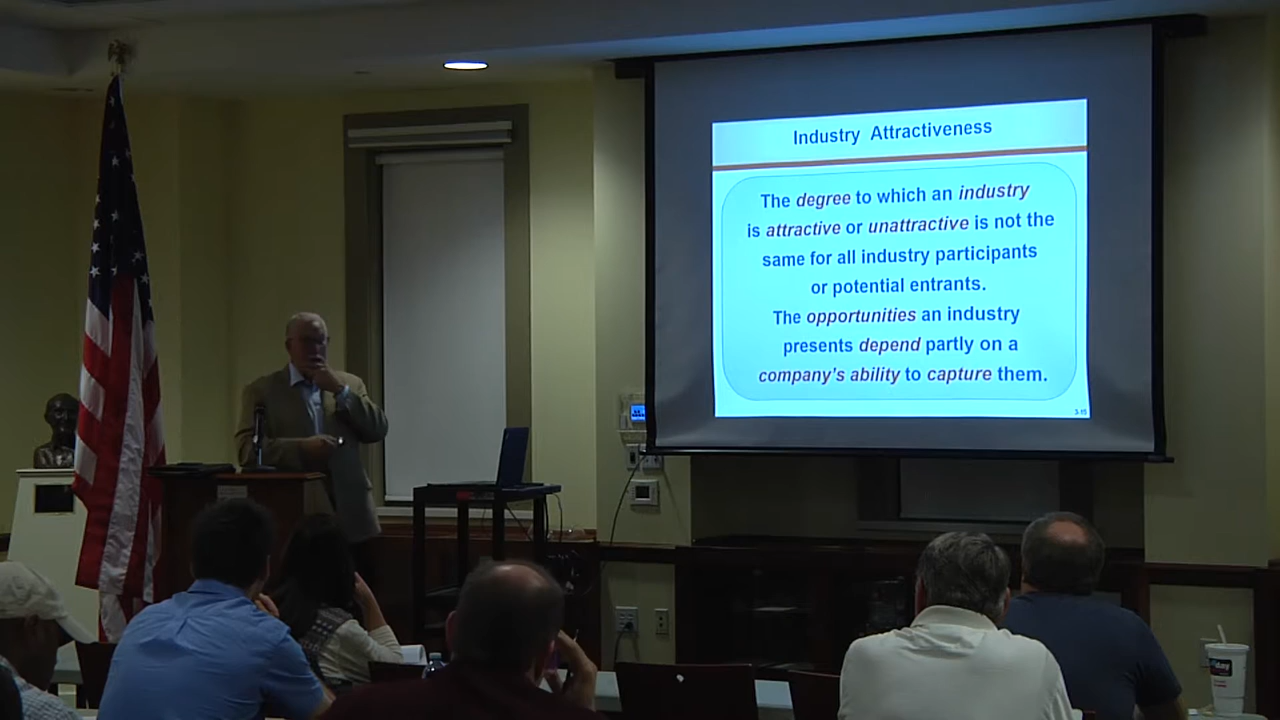 Industry Attractiveness
The degree to which an industry
is attractive or unattractive is not the
same for all industry participants
or potential entrants.
The opportunities an industry
presents depend partly on a
company's ability to capture them.
3-15